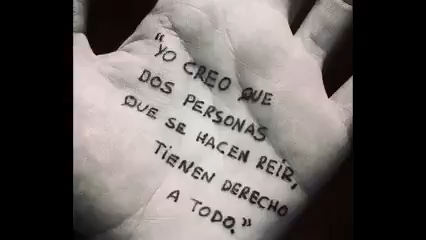 "YO CREO QUE
DOS PERSONAS
QUE SE HACEN REÍR,
TIENEN DERECHO
A TODO."